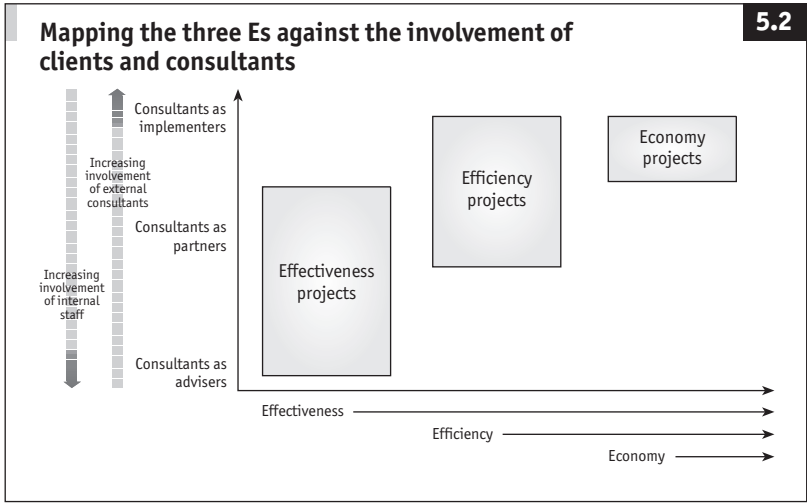 5.2
Mapping the three Es against the involvement of
clients and consultants
Consultants as
implementers
Increasing
involvement
of external
consultants
Consultants as
partners
Increasing
involvement
of internal
staff
Consultants as
advisers
Effectiveness
projects
Efficiency
projects
Economy
projects
Effectiveness
Efficiency
Economy